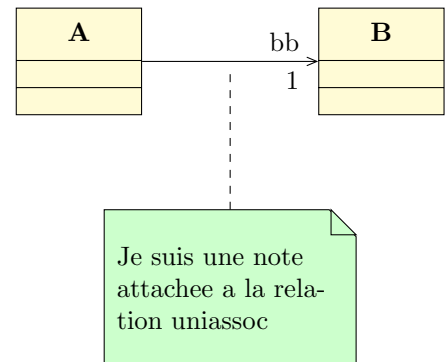 A
bb
B
1
Je suis une note
attachee a la rela-
tion uniassoc